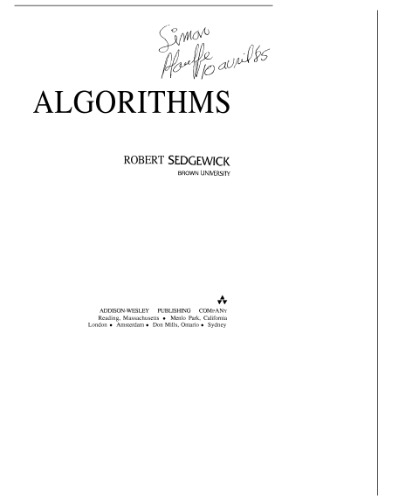 Simon
Plouffe
10 avril 85
ALGORITHMS
ROBERT SEDGEWICK
BROWN UNIVERSITY
ADDISON-WESLEY PUBLISHING COMPANY
Reading, Massachusetts • Menlo Park, California
London • Amsterdam • Don Mills, Ontario • Sydney